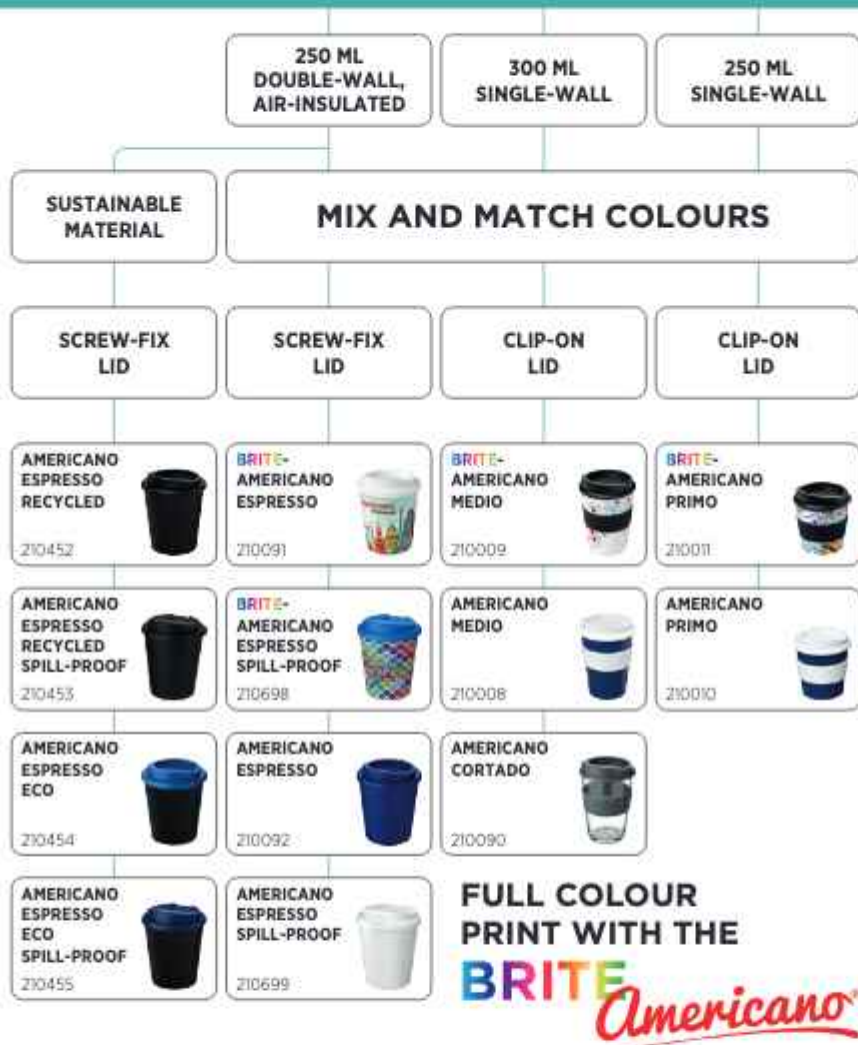 250 ML
DOUBLE-WALL,
AIR-INSULATED
300 ML
SINGLE-WALL
250 ML
SINGLE-WALL
SUSTAINABLE
MATERIAL
MIX AND MATCH COLOURS
SCREW-FIX
LID
SCREW-FIX
LID
CLIP-ON
LID
CLIP-ON
LID
AMERICANO
ESPRESSO
RECYCLED
210452
BRITE-
AMERICANO
ESPRESSO
210091
BRITE-
AMERICANO
MEDIO
210009
BRITE-
AMERICANO
PRIMO
210011
AMERICANO
ESPRESSO
RECYCLED
SPILL-PROOF
210453
BRITE-
AMERICANO
ESPRESSO
SPILL-PROOF
210698
AMERICANO
MEDIO
210008
AMERICANO
PRIMO
210010
AMERICANO
ESPRESSO
ECO
210454
AMERICANO
ESPRESSO
210092
AMERICANO
CORTADO
210090
AMERICANO
ESPRESSO
ECO
SPILL-PROOF
210455
AMERICANO
ESPRESSO
SPILL-PROOF
210699
FULL COLOUR
PRINT WITH THE
BRITE
Americano